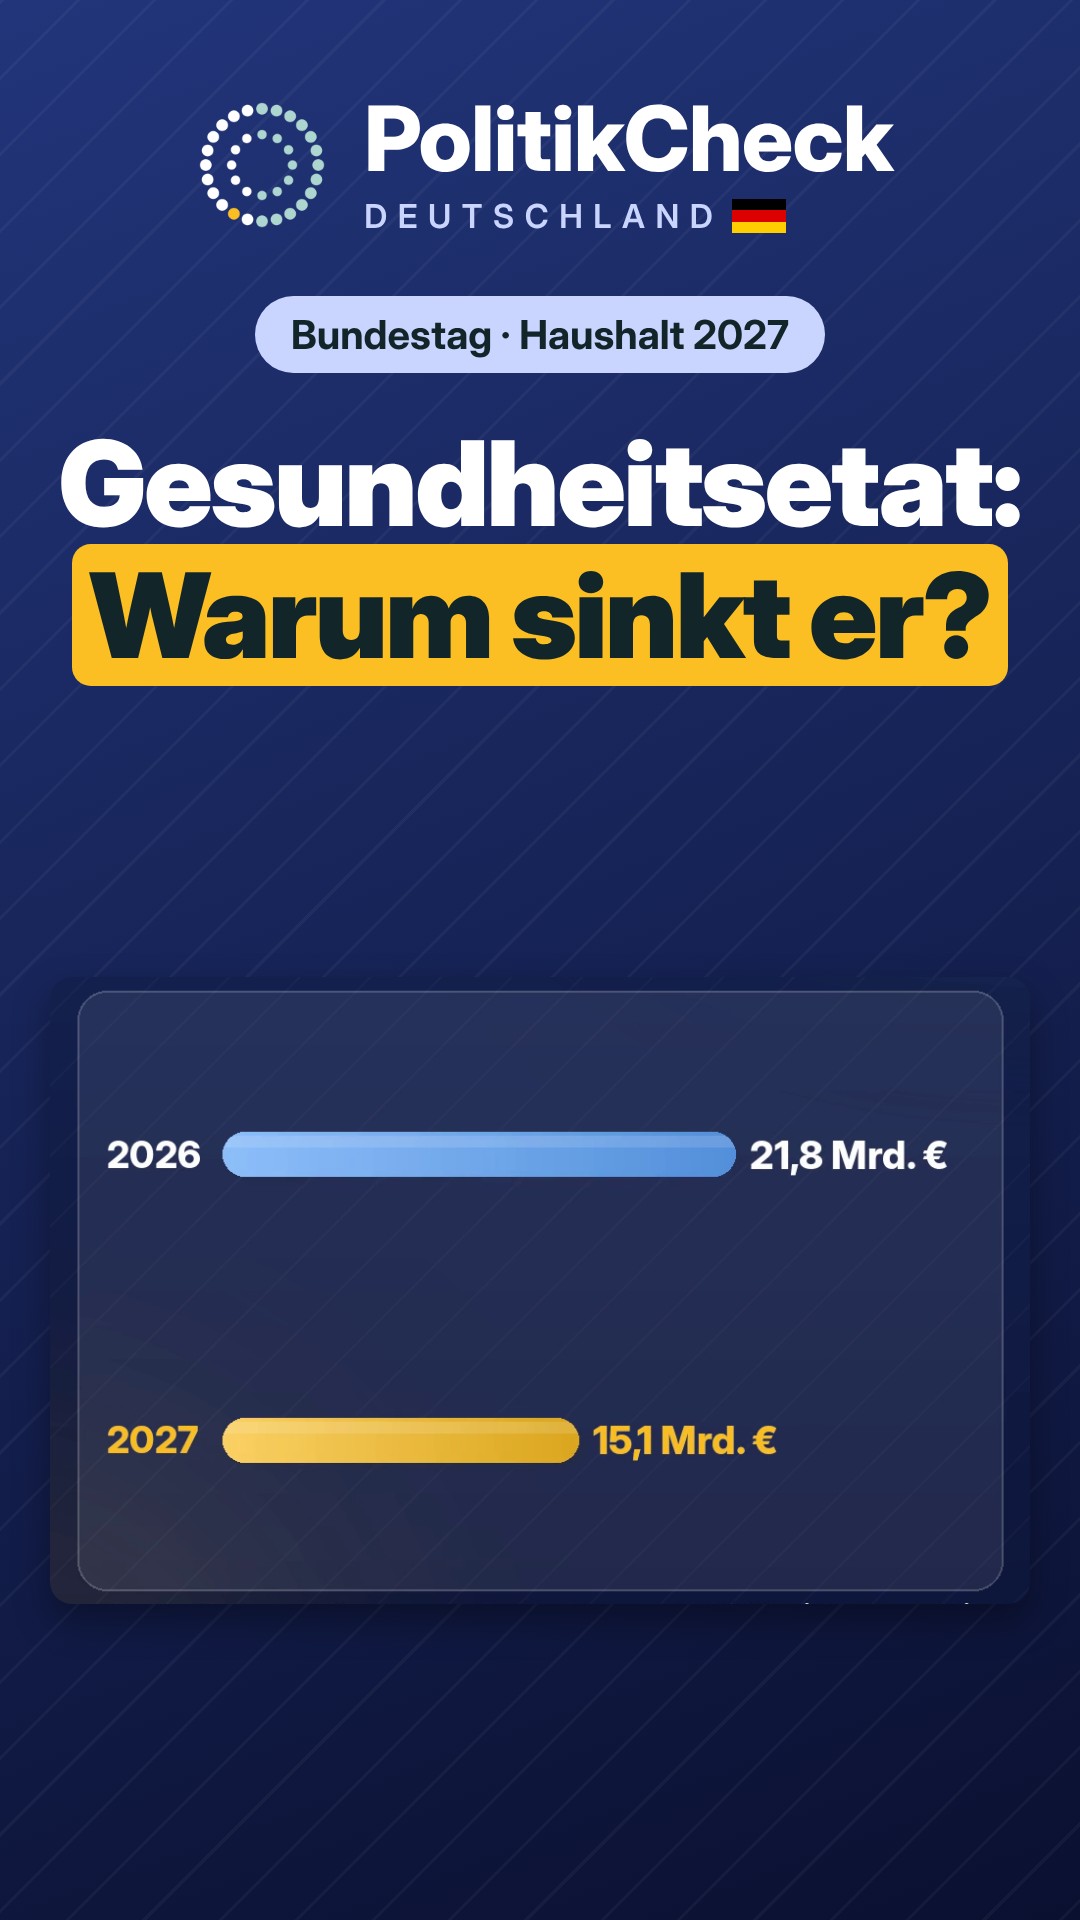 PolitikCheck
DEUTSCHLAND
Bundestag · Haushalt 2027
Gesundheitsetat:
Warum sinkt er?
2026 21,8 Mrd. €
2027 15,1 Mrd. €